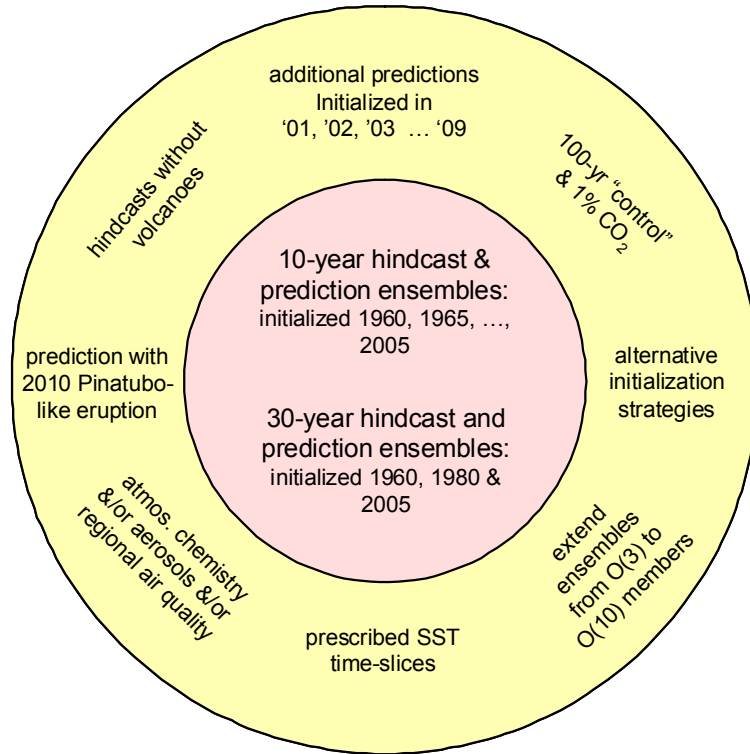 additional predictions
Initialized in
‘01, ’02, ’03 … ‘09
hindcasts without
volcanoes
100-yr “control”
& 1% CO₂
10-year hindcast &
prediction ensembles:
initialized 1960, 1965, …,
2005
prediction with
2010 Pinatubo-
like eruption
alternative
initialization
strategies
30-year hindcast and
prediction ensembles:
initialized 1960, 1980 &
2005
atmos. chemistry
&/or aerosols &/or
regional air quality
extend
ensembles
from O(3) to
O(10) members
prescribed SST
time-slices